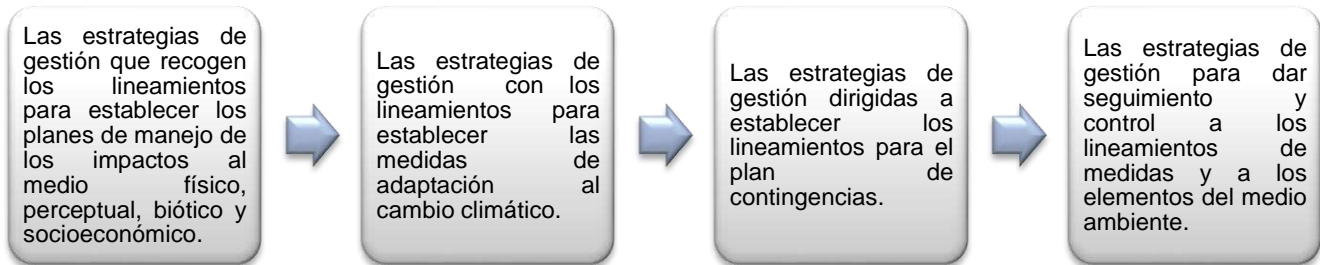 Las estrategias de
gestión que recogen
los lineamientos
para establecer los
planes de manejo de
los impactos al
medio físico,
perceptual, biótico y
socioeconómico.
Las estrategias de
gestión con los
lineamientos para
establecer las
medidas de
adaptación al
cambio climático.
Las estrategias de
gestión dirigidas a
establecer los
lineamientos para el
plan de
contingencias.
Las estrategias de
gestión para dar
seguimiento y
control a los
lineamientos de
medidas y a los
elementos del medio
ambiente.